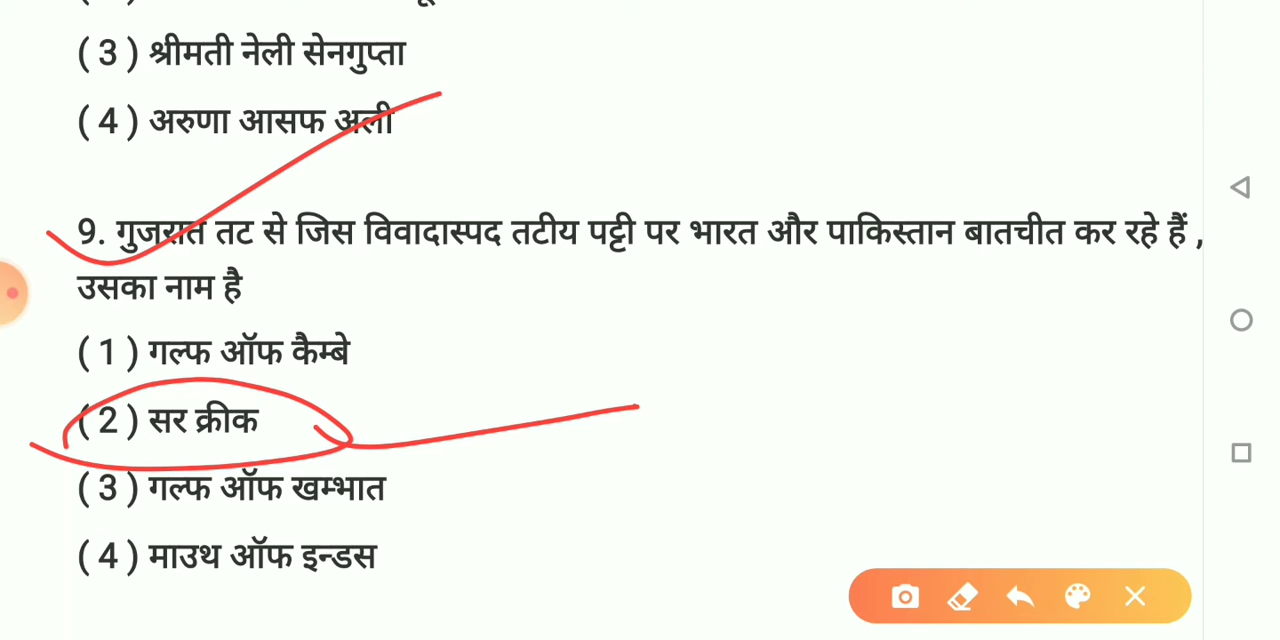 ( 3 ) श्रीमती नेली सेनगुप्ता
( 4 ) अरुणा आसफ अली
9. गुजरात तट से जिस विवादास्पद तटीय पट्टी पर भारत और पाकिस्तान बातचीत कर रहे हैं ,
उसका नाम है
( 1 ) गल्फ ऑफ कैम्बे
( 2 ) सर क्रीक
( 3 ) गल्फ ऑफ खम्भात
( 4 ) माउथ ऑफ इन्डस